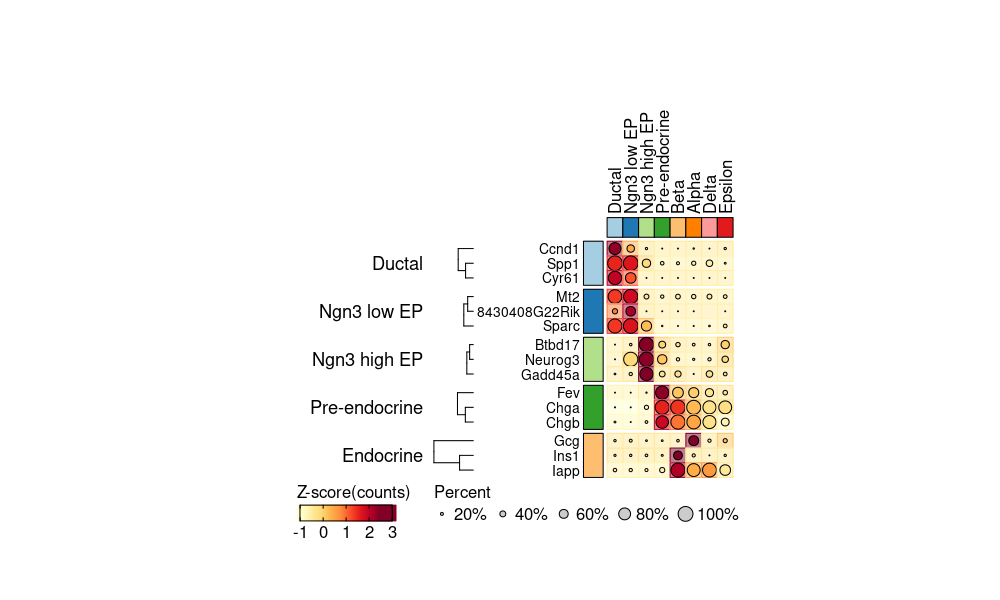 Ductal
Ngn3 low EP
Ngn3 high EP
Pre-endocrine
Beta
Alpha
Delta
Epsilon
Ductal
Ccnd1
Spp1
Cyr61
Ngn3 low EP
Mt2
8430408G22Rik
Sparc
Ngn3 high EP
Btbd17
Neurog3
Gadd45a
Pre-endocrine
Fev
Chga
Chgb
Endocrine
Gcg
Ins1
Iapp
Z-score(counts)
-1 0 1 2 3
Percent
20% 40% 60% 80% 100%